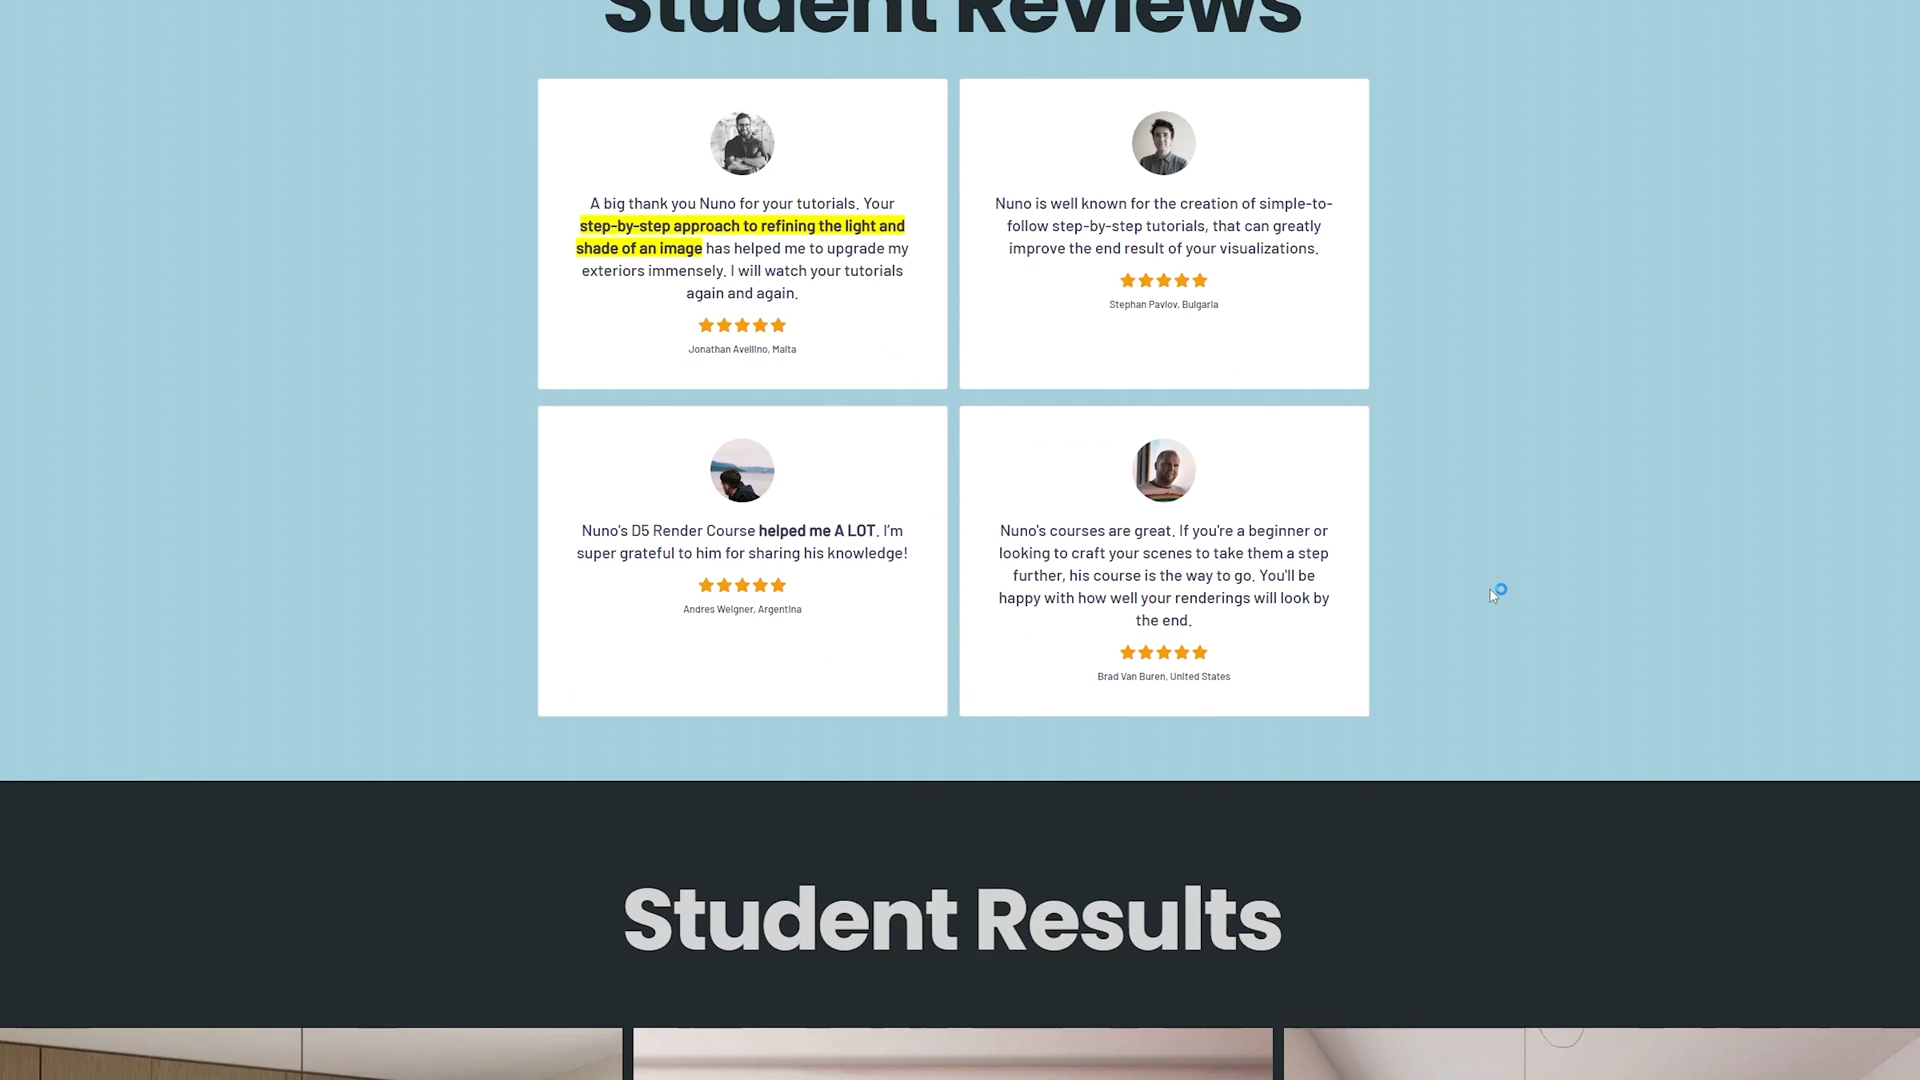 Student Reviews
A big thank you Nuno for your tutorials. Your
step-by-step approach to refining the light and
shade of an image has helped me to upgrade my
exteriors immensely. I will watch your tutorials
again and again.
Jonathan Avellino, Malta
Nuno is well known for the creation of simple-to-
follow step-by-step tutorials, that can greatly
improve the end result of your visualizations.
Stephan Pavlov, Bulgaria
Nuno's D5 Render Course helped me A LOT. I'm
super grateful to him for sharing his knowledge!
Andres Weigner, Argentina
Nuno's courses are great. If you're a beginner or
looking to craft your scenes to take them a step
further, his course is the way to go. You'll be
happy with how well your renderings will look by
the end.
Brad Van Buren, United States
Student Results